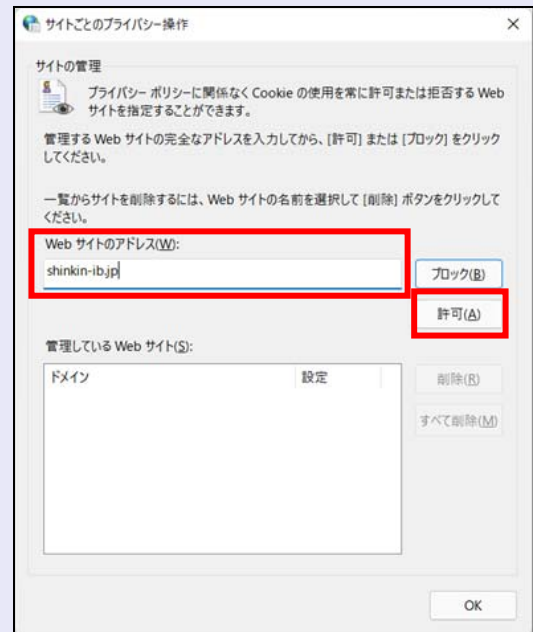 サイトごとのプライバシー操作
サイトの管理
プライバシー ポリシーに関係なく Cookie の使用を常に許可または拒否する Web
サイトを指定することができます。
管理する Web サイトの完全なアドレスを入力してから、[許可] または [ブロック] をクリック
してください。
一覧からサイトを削除するには、Web サイトの名前を選択して [削除] ボタンをクリックして
ください。
Web サイトのアドレス(W):
shinkin-ib.jp
ブロック(B)
許可(A)
管理している Web サイト(S):
ドメイン 設定
削除(R)
すべて削除(M)
OK